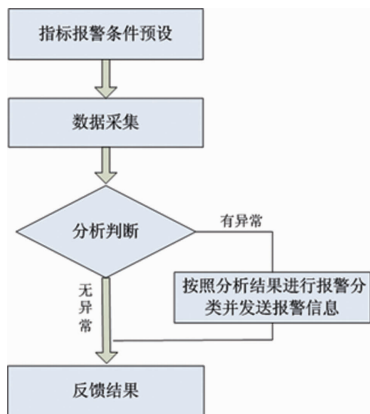 指标报警条件预设
数据采集
分析判断
有异常
按照分析结果进行报警分
类并发送报警信息
无
异
常
反馈结果